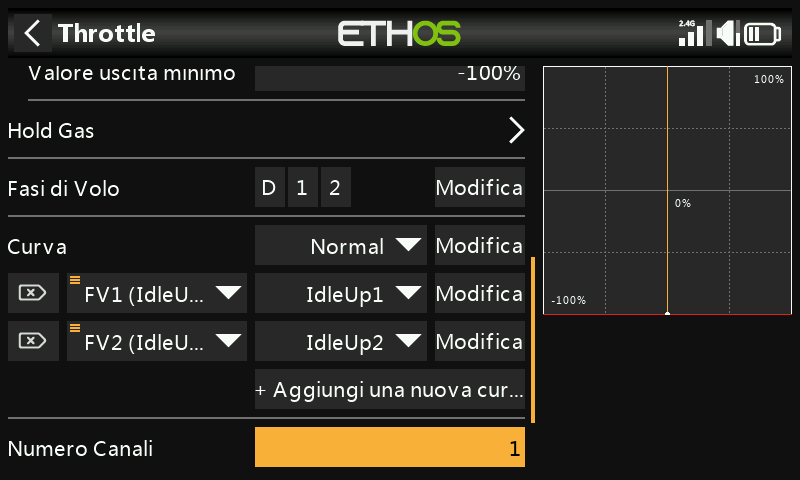 Throttle
ETHOS
2.4G
Valore uscita minimo
-100%
Hold Gas
Fasi di Volo
D 1 2
Modifica
Curva
Normal
Modifica
FV1 (IdleU...
IdleUp1
Modifica
FV2 (IdleU...
IdleUp2
Modifica
+ Aggiungi una nuova cur...
Numero Canali
1
100%
0%
-100%